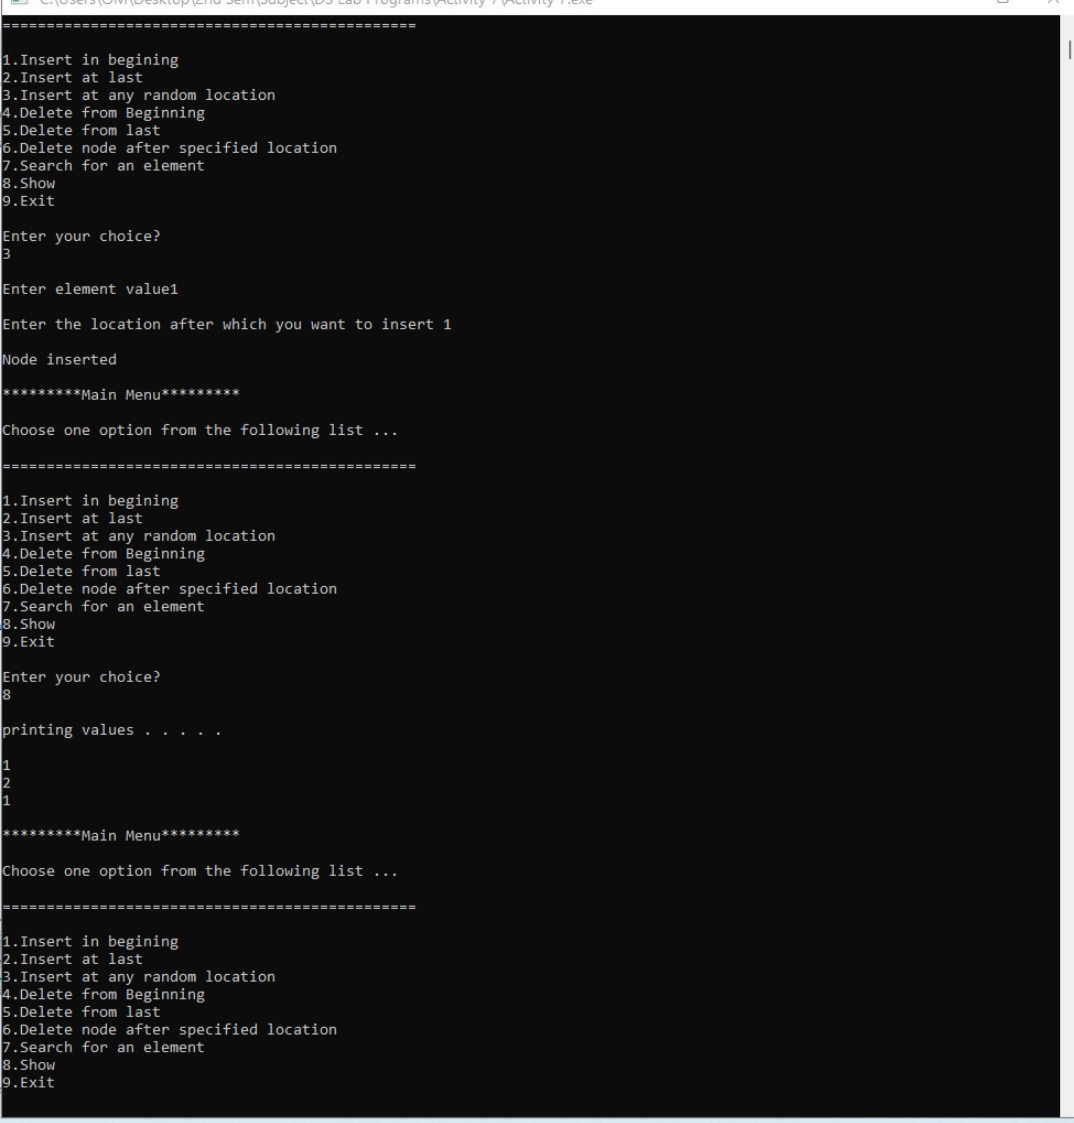 C:\Users\OM\Desktop\2nd Sem\Subject\DS Lab Programs\Activity 7\Activity 7.exe
===============================================
1.Insert in begining
2.Insert at last
3.Insert at any random location
4.Delete from Beginning
5.Delete from last
6.Delete node after specified location
7.Search for an element
8.Show
9.Exit
Enter your choice?
3
Enter element value1
Enter the location after which you want to insert 1
Node inserted
*********Main Menu*********
Choose one option from the following list ...
===============================================
1.Insert in begining
2.Insert at last
3.Insert at any random location
4.Delete from Beginning
5.Delete from last
6.Delete node after specified location
7.Search for an element
8.Show
9.Exit
Enter your choice?
8
printing values . . . . .
1
2
1
*********Main Menu*********
Choose one option from the following list ...
===============================================
1.Insert in begining
2.Insert at last
3.Insert at any random location
4.Delete from Beginning
5.Delete from last
6.Delete node after specified location
7.Search for an element
8.Show
9.Exit